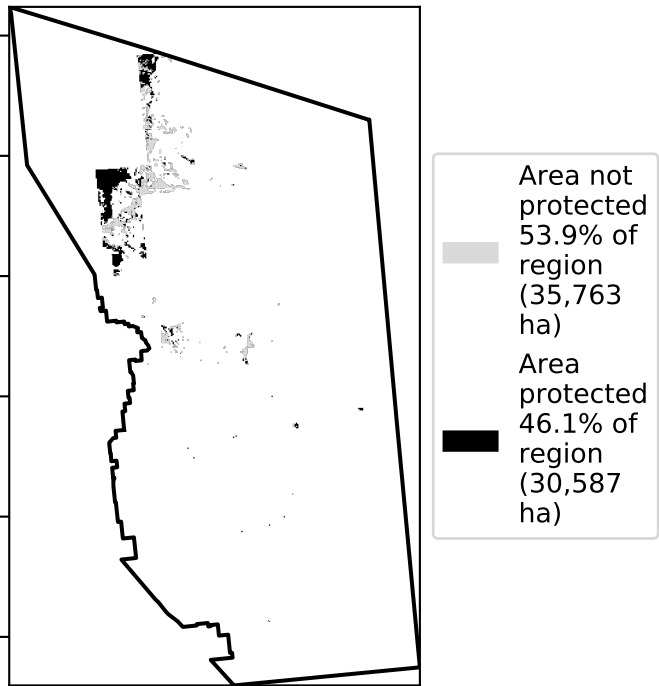 Area not
protected
53.9% of
region
(35,763
ha)
Area
protected
46.1% of
region
(30,587
ha)